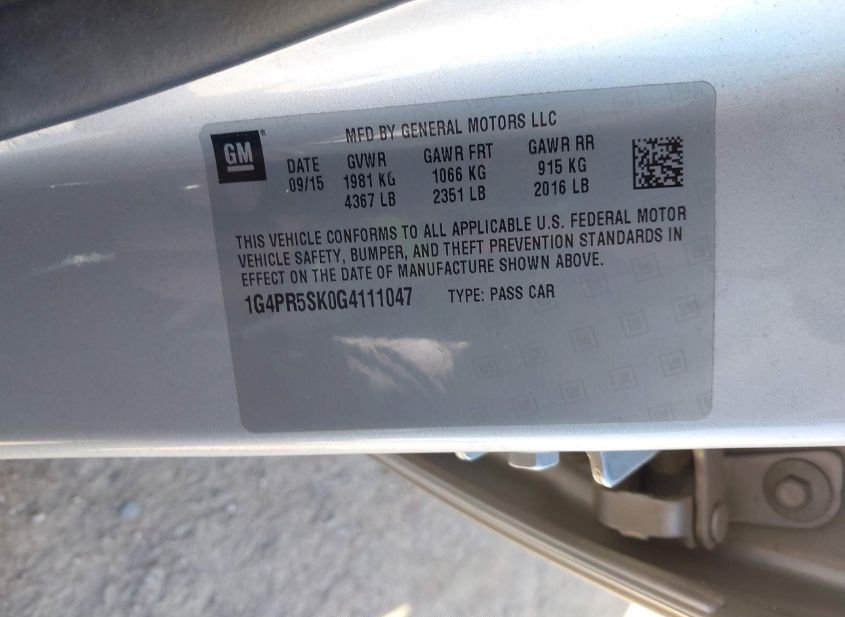 GM
MFD BY GENERAL MOTORS LLC
DATE GVWR GAWR FRT GAWR RR
09/15 1981 KG 1066 KG 915 KG
4367 LB 2351 LB 2016 LB
THIS VEHICLE CONFORMS TO ALL APPLICABLE U.S. FEDERAL MOTOR
VEHICLE SAFETY, BUMPER, AND THEFT PREVENTION STANDARDS IN
EFFECT ON THE DATE OF MANUFACTURE SHOWN ABOVE.
1G4PR5SK0G4111047 TYPE: PASS CAR